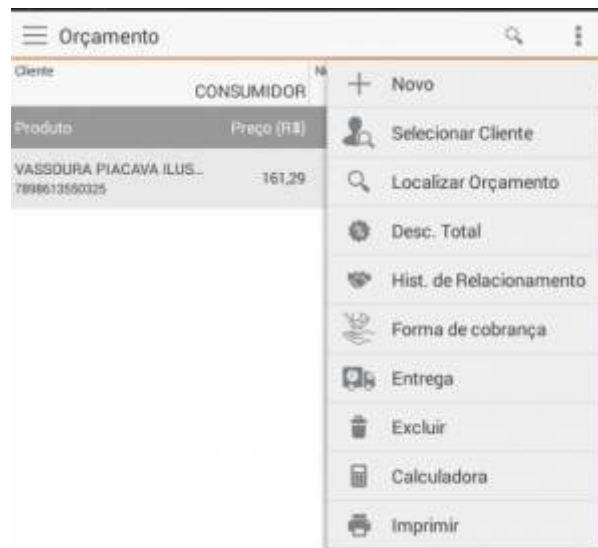 Orçamento
Cliente
CONSUMIDOR
Produto Preço (R$)
VASSOURA PIACAVA ILUS... 161,29
7898613550325
Novo
Selecionar Cliente
Localizar Orçamento
Desc. Total
Hist. de Relacionamento
Forma de cobrança
Entrega
Excluir
Calculadora
Imprimir